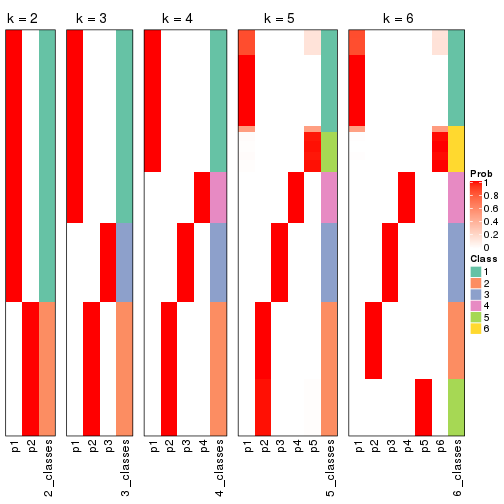 k = 2
k = 3
k = 4
k = 5
k = 6
p1
p2
2_classes
p1
p2
p3
3_classes
p1
p2
p3
p4
4_classes
p1
p2
p3
p4
p5
5_classes
p1
p2
p3
p4
p5
p6
6_classes
Prob
1
0.8
0.6
0.4
0.2
0
Class
1
2
3
4
5
6